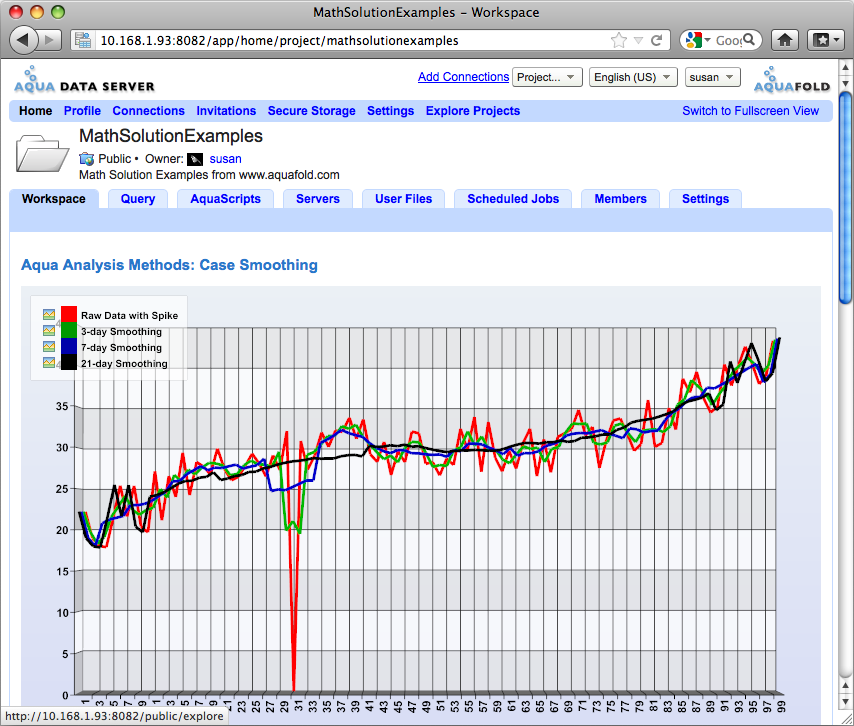 MathSolutionExamples – Workspace
10.168.1.93:8082/app/home/project/mathsolutionexamples
Goo
AQUA DATA SERVER
Add Connections Project... English (US) susan
AQUAFOLD
Home Profile Connections Invitations Secure Storage Settings Explore Projects Switch to Fullscreen View
MathSolutionExamples
Public • Owner: susan
Math Solution Examples from www.aquafold.com
Workspace Query AquaScripts Servers User Files Scheduled Jobs Members Settings
Aqua Analysis Methods: Case Smoothing
Raw Data with Spike
3-day Smoothing
7-day Smoothing
21-day Smoothing
35
30
25
20
15
10
5
0
1 3 5 7 9 11 13 15 17 19 21 23 25 27 29 31 33 35 37 39 41 43 45 47 49 51 53 55 57 59 61 63 65 67 69 71 73 75 77 79 81 83 85 87 89 91 93 95 97 99
http://10.168.1.93:8082/public/explore